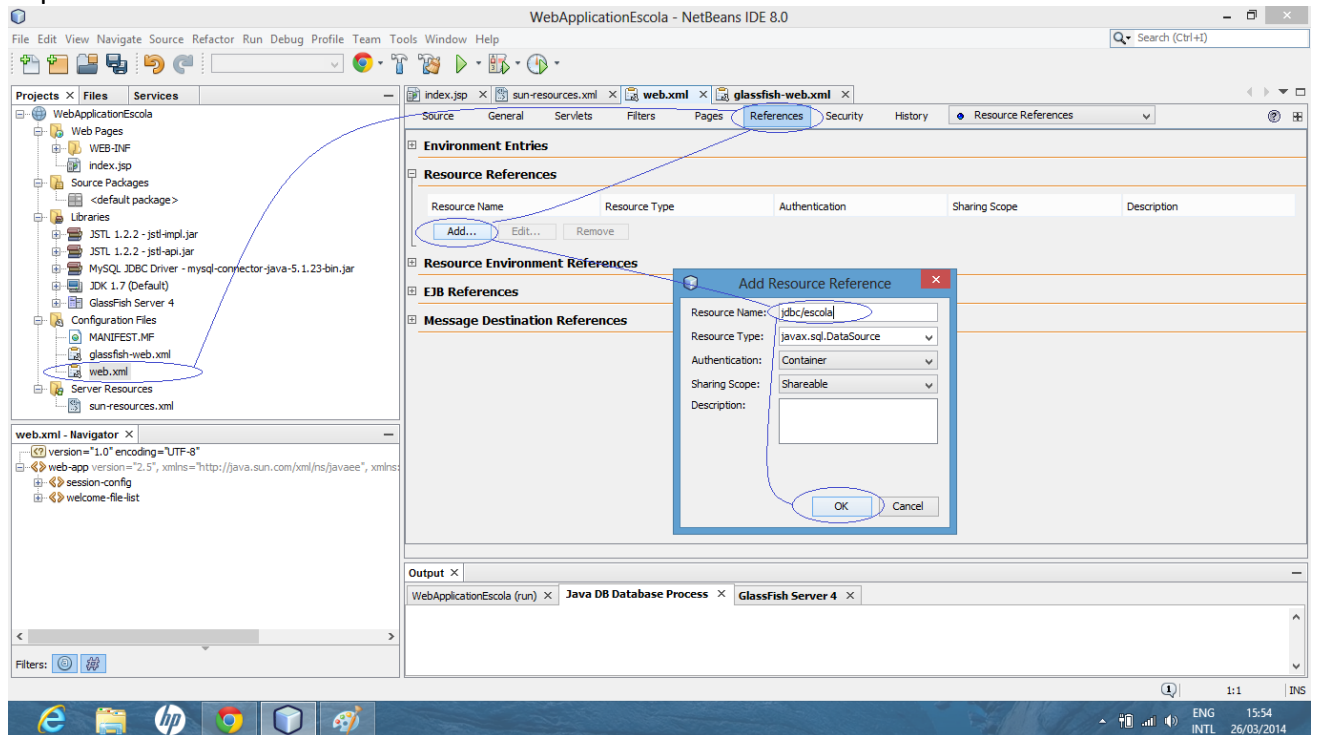 WebApplicationEscola - NetBeans IDE 8.0
File Edit View Navigate Source Refactor Run Debug Profile Team Tools Window Help
Search (Ctrl+I)
Projects Files Services
index.jsp sun-resources.xml web.xml glassfish-web.xml
WebApplicationEscola
Web Pages
WEB-INF
index.jsp
Source Packages
<default package>
Libraries
JSTL 1.2.2 - jstl-impl.jar
JSTL 1.2.2 - jstl-api.jar
MySQL JDBC Driver - mysql-connector-java-5.1.23-bin.jar
JDK 1.7 (Default)
GlassFish Server 4
Configuration Files
MANIFEST.MF
glassfish-web.xml
web.xml
Server Resources
sun-resources.xml
Source General Servlets Filters Pages References Security History Resource References
Environment Entries
Resource References
Resource Name Resource Type Authentication Sharing Scope Description
Add... Edit... Remove
Resource Environment References
EJB References
Message Destination References
Add Resource Reference
Resource Name: jdbc/escola
Resource Type: javax.sql.DataSource
Authentication: Container
Sharing Scope: Shareable
Description:
OK Cancel
web.xml - Navigator
version="1.0" encoding="UTF-8"
web-app version="2.5", xmlns="http://java.sun.com/xml/ns/javaee", xmlns:
session-config
welcome-file-list
Filters:
Output
WebApplicationEscola (run) Java DB Database Process GlassFish Server 4
1 1:1 INS
ENG 15:54
INTL 26/03/2014